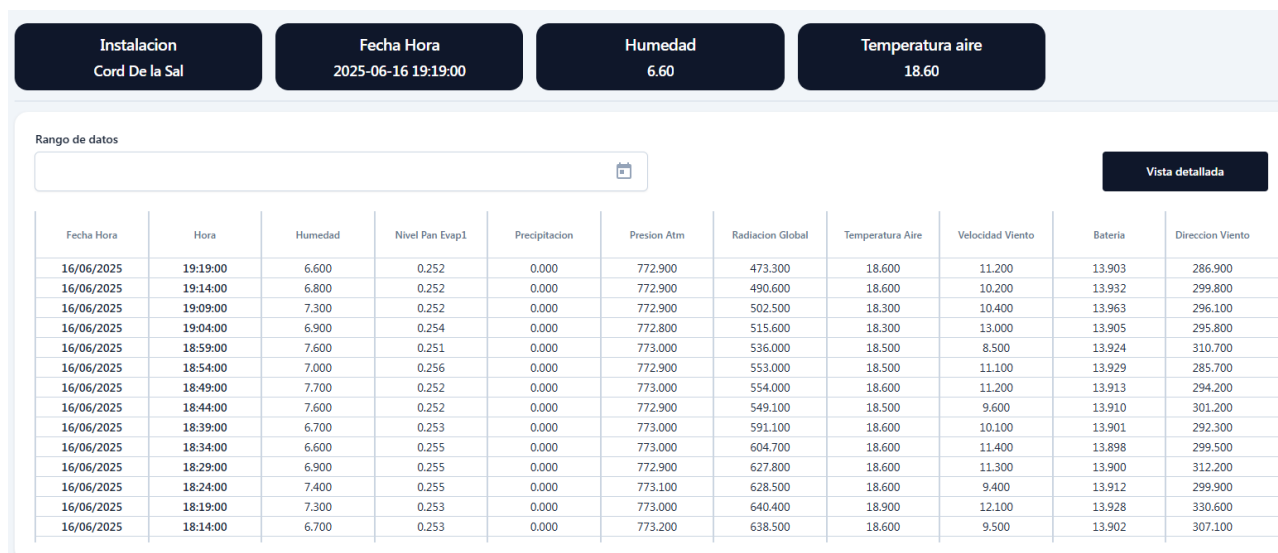 Instalacion Fecha Hora Humedad Temperatura aire
Cord De la Sal 2025-06-16 19:19:00 6.60 18.60
Rango de datos
Vista detallada
Fecha Hora Hora Humedad Nivel Pan Evap1 Precipitacion Presion Atm Radiacion Global Temperatura Aire Velocidad Viento Bateria Direccion Viento
16/06/2025 19:19:00 6.600 0.252 0.000 772.900 473.300 18.600 11.200 13.903 286.900
16/06/2025 19:14:00 6.800 0.252 0.000 772.900 490.600 18.600 10.200 13.932 299.800
16/06/2025 19:09:00 7.300 0.252 0.000 772.900 502.500 18.300 10.400 13.963 296.100
16/06/2025 19:04:00 6.900 0.254 0.000 772.800 515.600 18.300 13.000 13.905 295.800
16/06/2025 18:59:00 7.600 0.251 0.000 773.000 536.000 18.500 8.500 13.924 310.700
16/06/2025 18:54:00 7.000 0.256 0.000 772.900 553.000 18.500 11.100 13.929 285.700
16/06/2025 18:49:00 7.700 0.252 0.000 773.000 554.000 18.600 11.200 13.913 294.200
16/06/2025 18:44:00 7.600 0.252 0.000 772.900 549.100 18.500 9.600 13.910 301.200
16/06/2025 18:39:00 6.700 0.253 0.000 773.000 591.100 18.600 10.100 13.901 292.300
16/06/2025 18:34:00 6.600 0.255 0.000 773.000 604.700 18.600 11.400 13.898 299.500
16/06/2025 18:29:00 6.900 0.255 0.000 772.900 627.800 18.600 11.300 13.900 312.200
16/06/2025 18:24:00 7.400 0.255 0.000 773.100 628.500 18.600 9.400 13.912 299.900
16/06/2025 18:19:00 7.300 0.253 0.000 773.000 640.400 18.900 12.100 13.928 330.600
16/06/2025 18:14:00 6.700 0.253 0.000 773.200 638.500 18.600 9.500 13.902 307.100